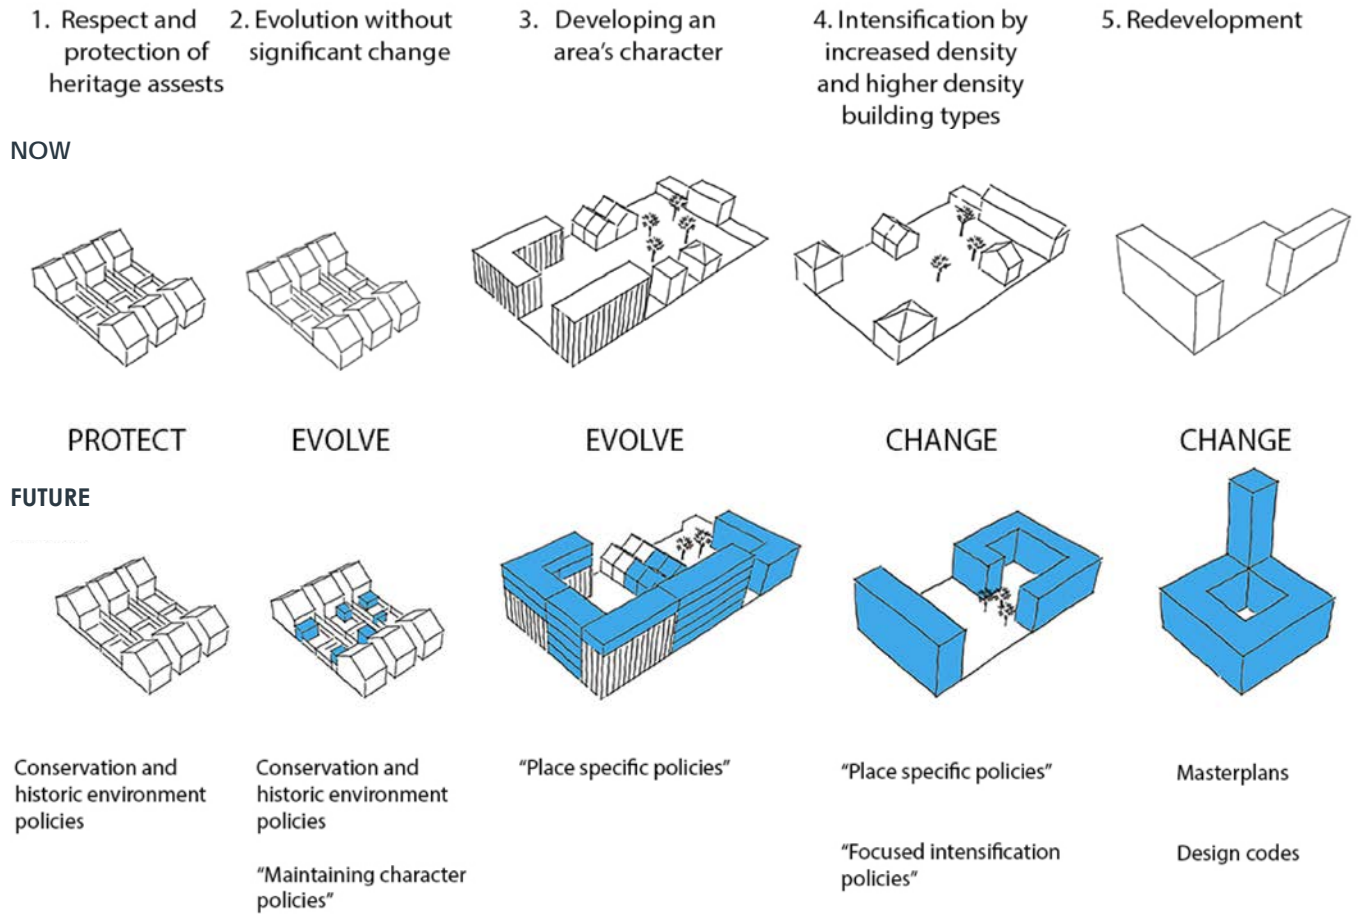 1. Respect and
protection of
heritage assests
2. Evolution without
significant change
3. Developing an
area's character
4. Intensification by
increased density
and higher density
building types
5. Redevelopment
NOW
PROTECT
EVOLVE
EVOLVE
CHANGE
CHANGE
FUTURE
Conservation and
historic environment
policies
Conservation and
historic environment
policies
“Maintaining character
policies”
“Place specific policies”
“Place specific policies”
“Focused intensification
policies”
Masterplans
Design codes